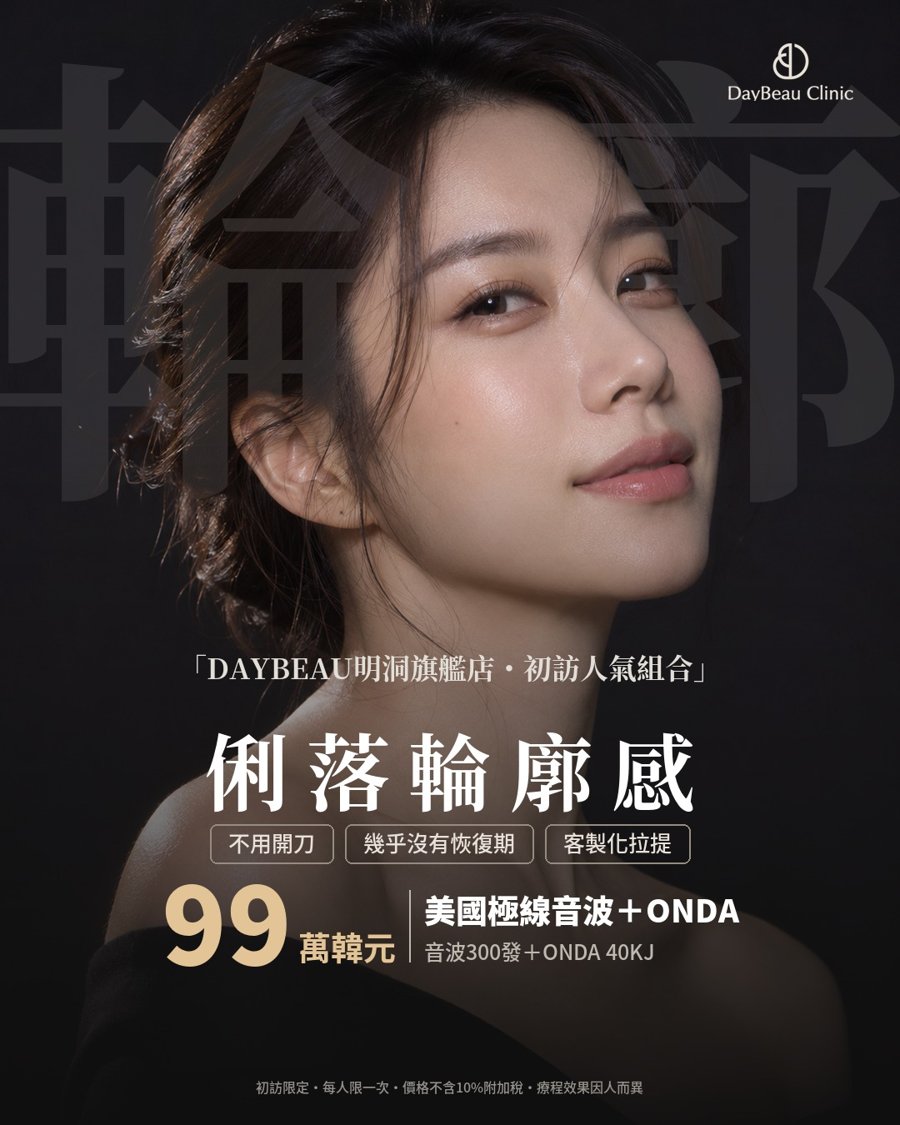 輪廓
DayBeau Clinic
「DAYBEAU明洞旗艦店・初訪人氣組合」
俐落輪廓感
不用開刀 幾乎沒有恢復期 客製化拉提
99萬韓元
美國極線音波＋ONDA
音波300發＋ONDA 40KJ
初訪限定・每人限一次・價格不含10%附加稅・療程效果因人而異